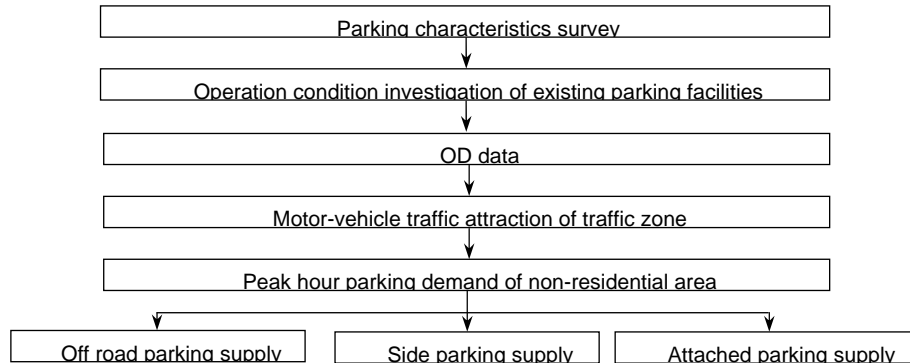 Parking characteristics survey
Operation condition investigation of existing parking facilities
OD data
Motor-vehicle traffic attraction of traffic zone
Peak hour parking demand of non-residential area
Off road parking supply
Side parking supply
Attached parking supply